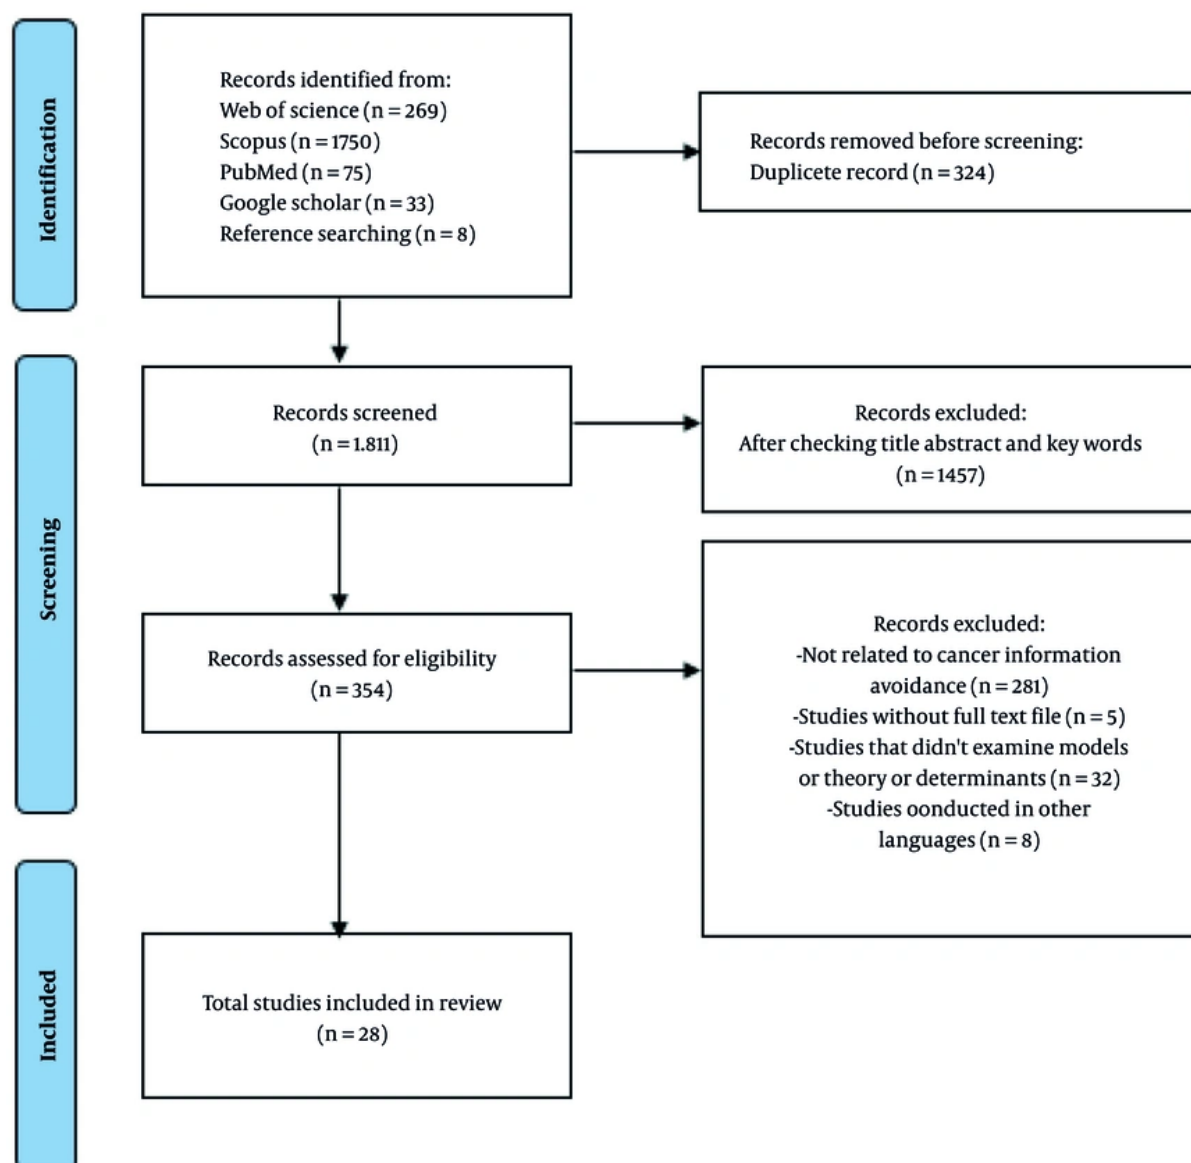 Identification
Records identified from:
Web of science (n = 269)
Scopus (n = 1750)
PubMed (n = 75)
Google scholar (n = 33)
Reference searching (n = 8)
Records removed before screening:
Duplicete record (n = 324)
Screening
Records screened
(n = 1.811)
Records excluded:
After checking title abstract and key words
(n = 1457)
Records assessed for eligibility
(n = 354)
Records excluded:
-Not related to cancer information
avoidance (n = 281)
-Studies without full text file (n = 5)
-Studies that didn't examine models
or theory or determinants (n = 32)
-Studies oonducted in other
languages (n = 8)
Included
Total studies included in review
(n = 28)